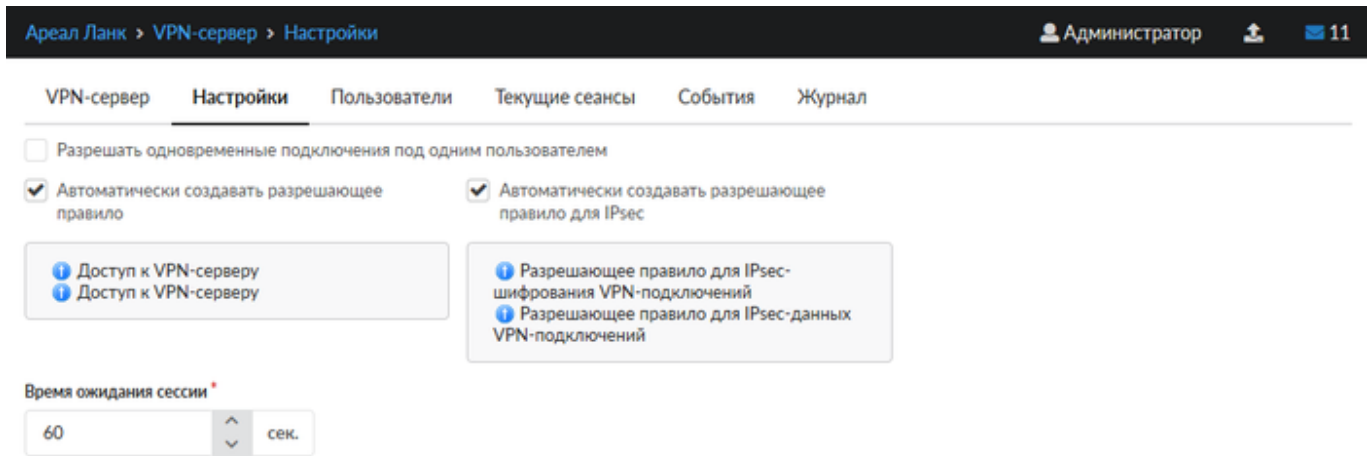 Ареал Ланк > VPN-сервер > Настройки Администратор 11
VPN-сервер Настройки Пользователи Текущие сеансы События Журнал
Разрешать одновременные подключения под одним пользователем
Автоматически создавать разрешающее
правило
Автоматически создавать разрешающее
правило для IPsec
Доступ к VPN-серверу
Доступ к VPN-серверу
Разрешающее правило для IPsec-
шифрования VPN-подключений
Разрешающее правило для IPsec-данных
VPN-подключений
Время ожидания сессии *
60 сек.